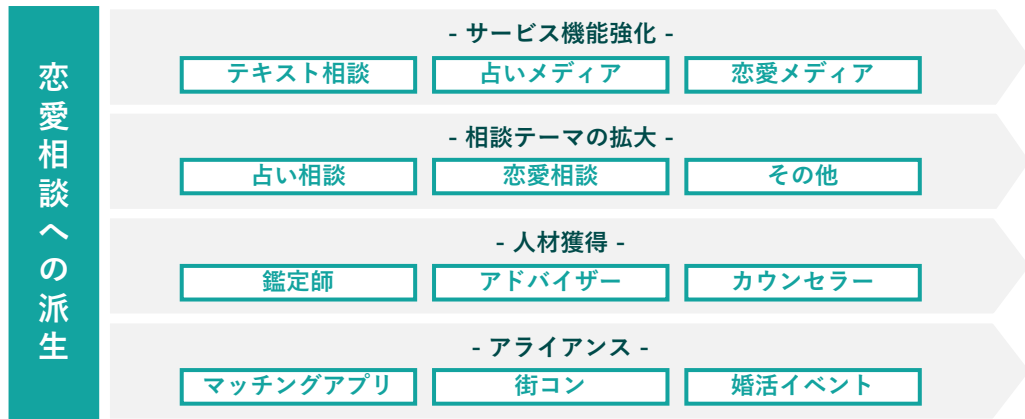 恋愛相談への派生
- サービス機能強化 -
テキスト相談
占いメディア
恋愛メディア
- 相談テーマの拡大 -
占い相談
恋愛相談
その他
- 人材獲得 -
鑑定師
アドバイザー
カウンセラー
- アライアンス -
マッチングアプリ
街コン
婚活イベント